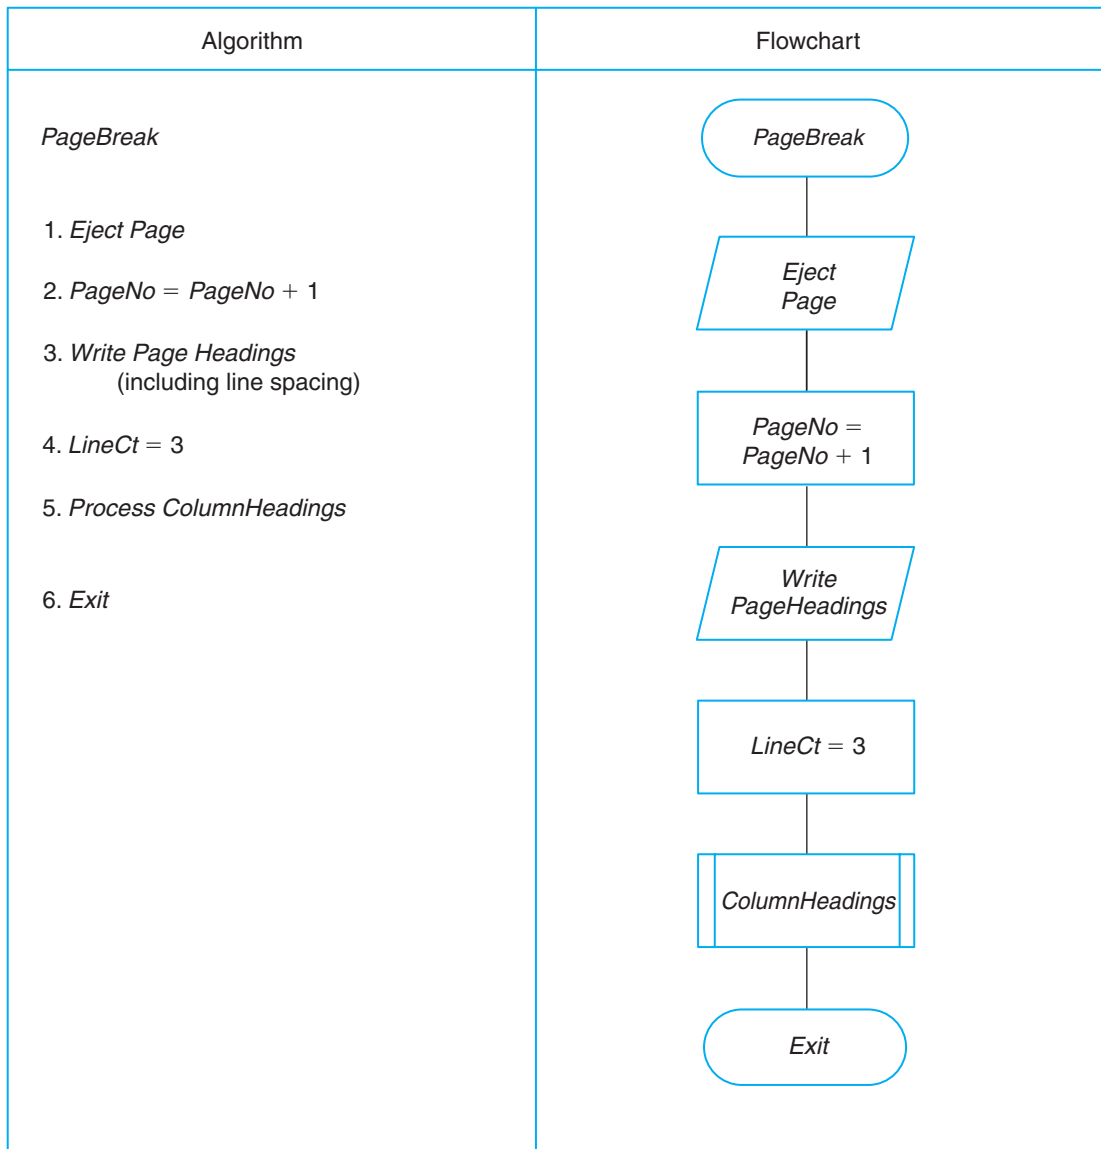 Algorithm
PageBreak
1. Eject Page
2. PageNo = PageNo + 1
3. Write Page Headings
(including line spacing)
4. LineCt = 3
5. Process ColumnHeadings
6. Exit
Flowchart
PageBreak
Eject
Page
PageNo =
PageNo + 1
Write
PageHeadings
LineCt = 3
ColumnHeadings
Exit